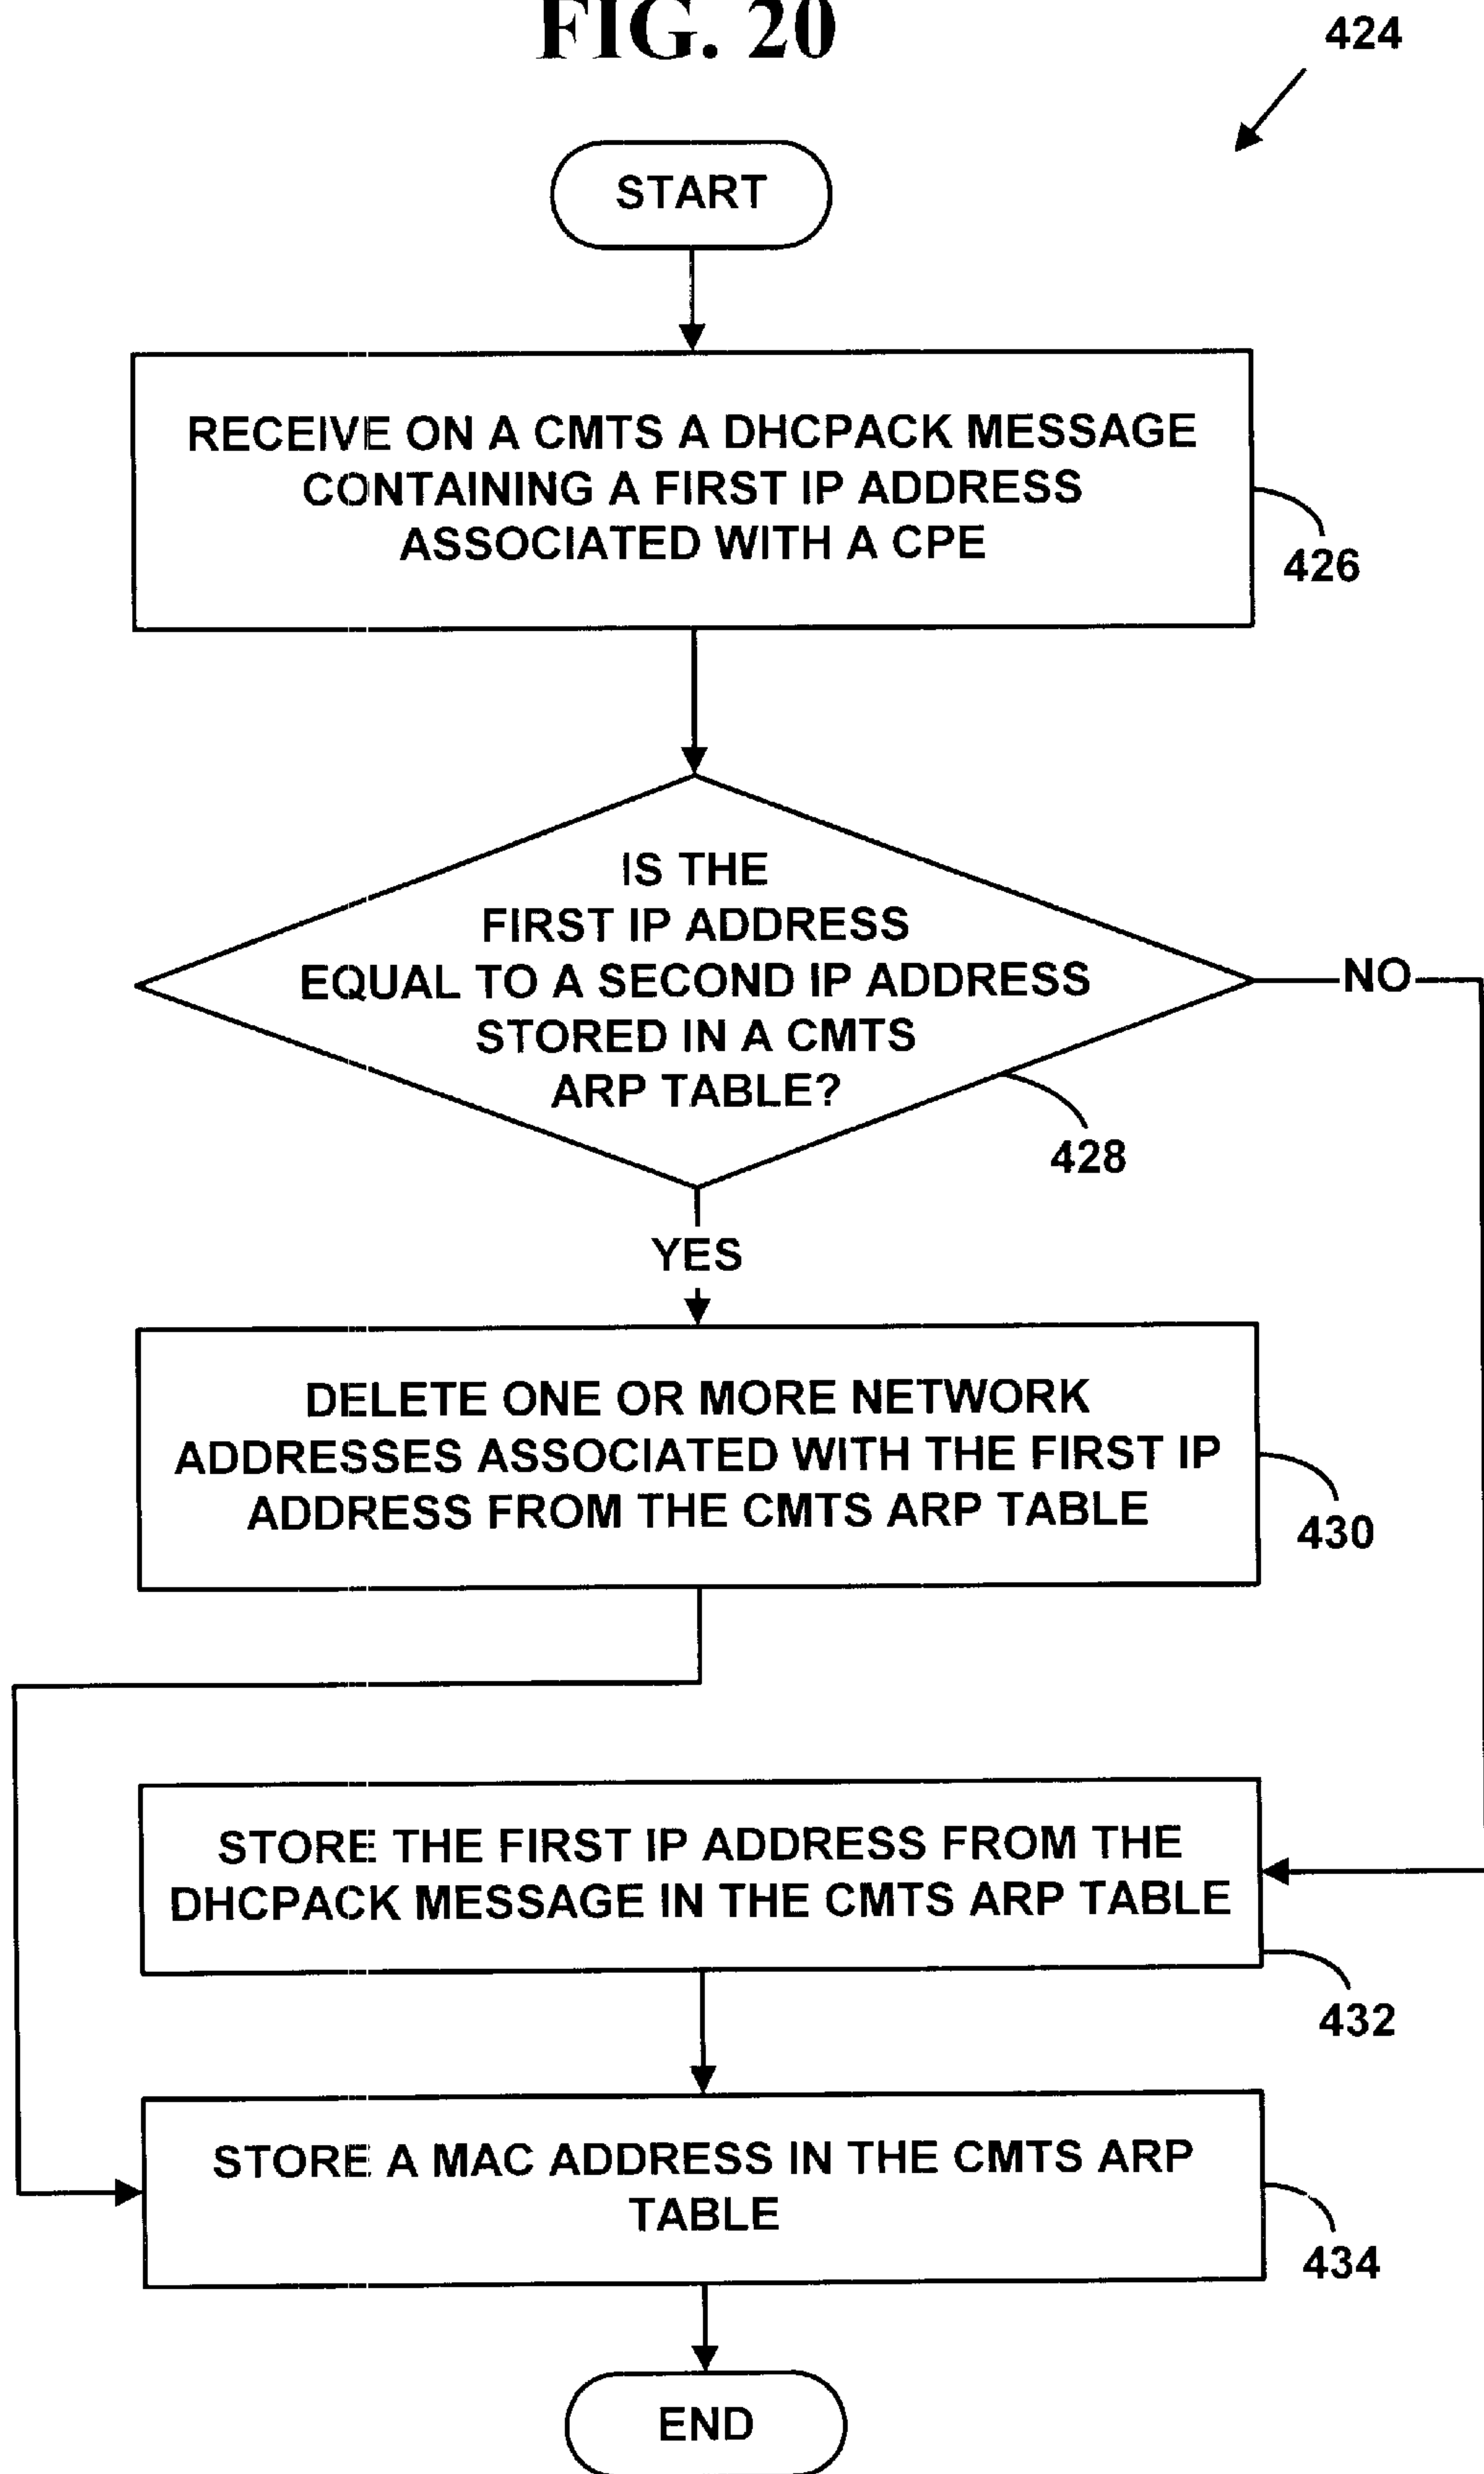 FIG. 20
424
START
RECEIVE ON A CMTS A DHCPACK MESSAGE
CONTAINING A FIRST IP ADDRESS
ASSOCIATED WITH A CPE
426
IS THE
FIRST IP ADDRESS
EQUAL TO A SECOND IP ADDRESS
STORED IN A CMTS
ARP TABLE?
NO
428
YES
DELETE ONE OR MORE NETWORK
ADDRESSES ASSOCIATED WITH THE FIRST IP
ADDRESS FROM THE CMTS ARP TABLE
430
STORE THE FIRST IP ADDRESS FROM THE
DHCPACK MESSAGE IN THE CMTS ARP TABLE
432
STORE A MAC ADDRESS IN THE CMTS ARP
TABLE
434
END